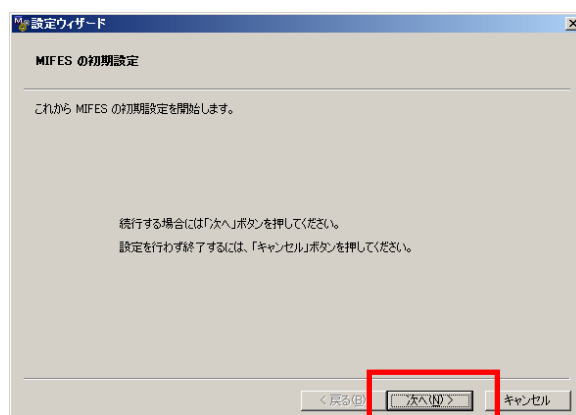 設定ウィザード
MIFES の初期設定
これから MIFES の初期設定を開始します。
続行する場合には「次へ」ボタンを押してください。
設定を行わず終了するには、「キャンセル」ボタンを押してください。
< 戻る(B) 次へ(N) > キャンセル